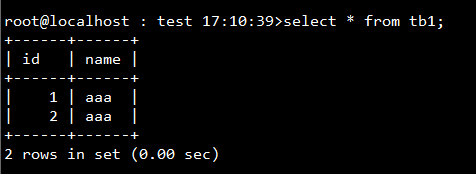 root@localhost : test 17:10:39>select * from tb1;
+------+------+
| id   | name |
+------+------+
|    1 | aaa  |
|    2 | aaa  |
+------+------+
2 rows in set (0.00 sec)